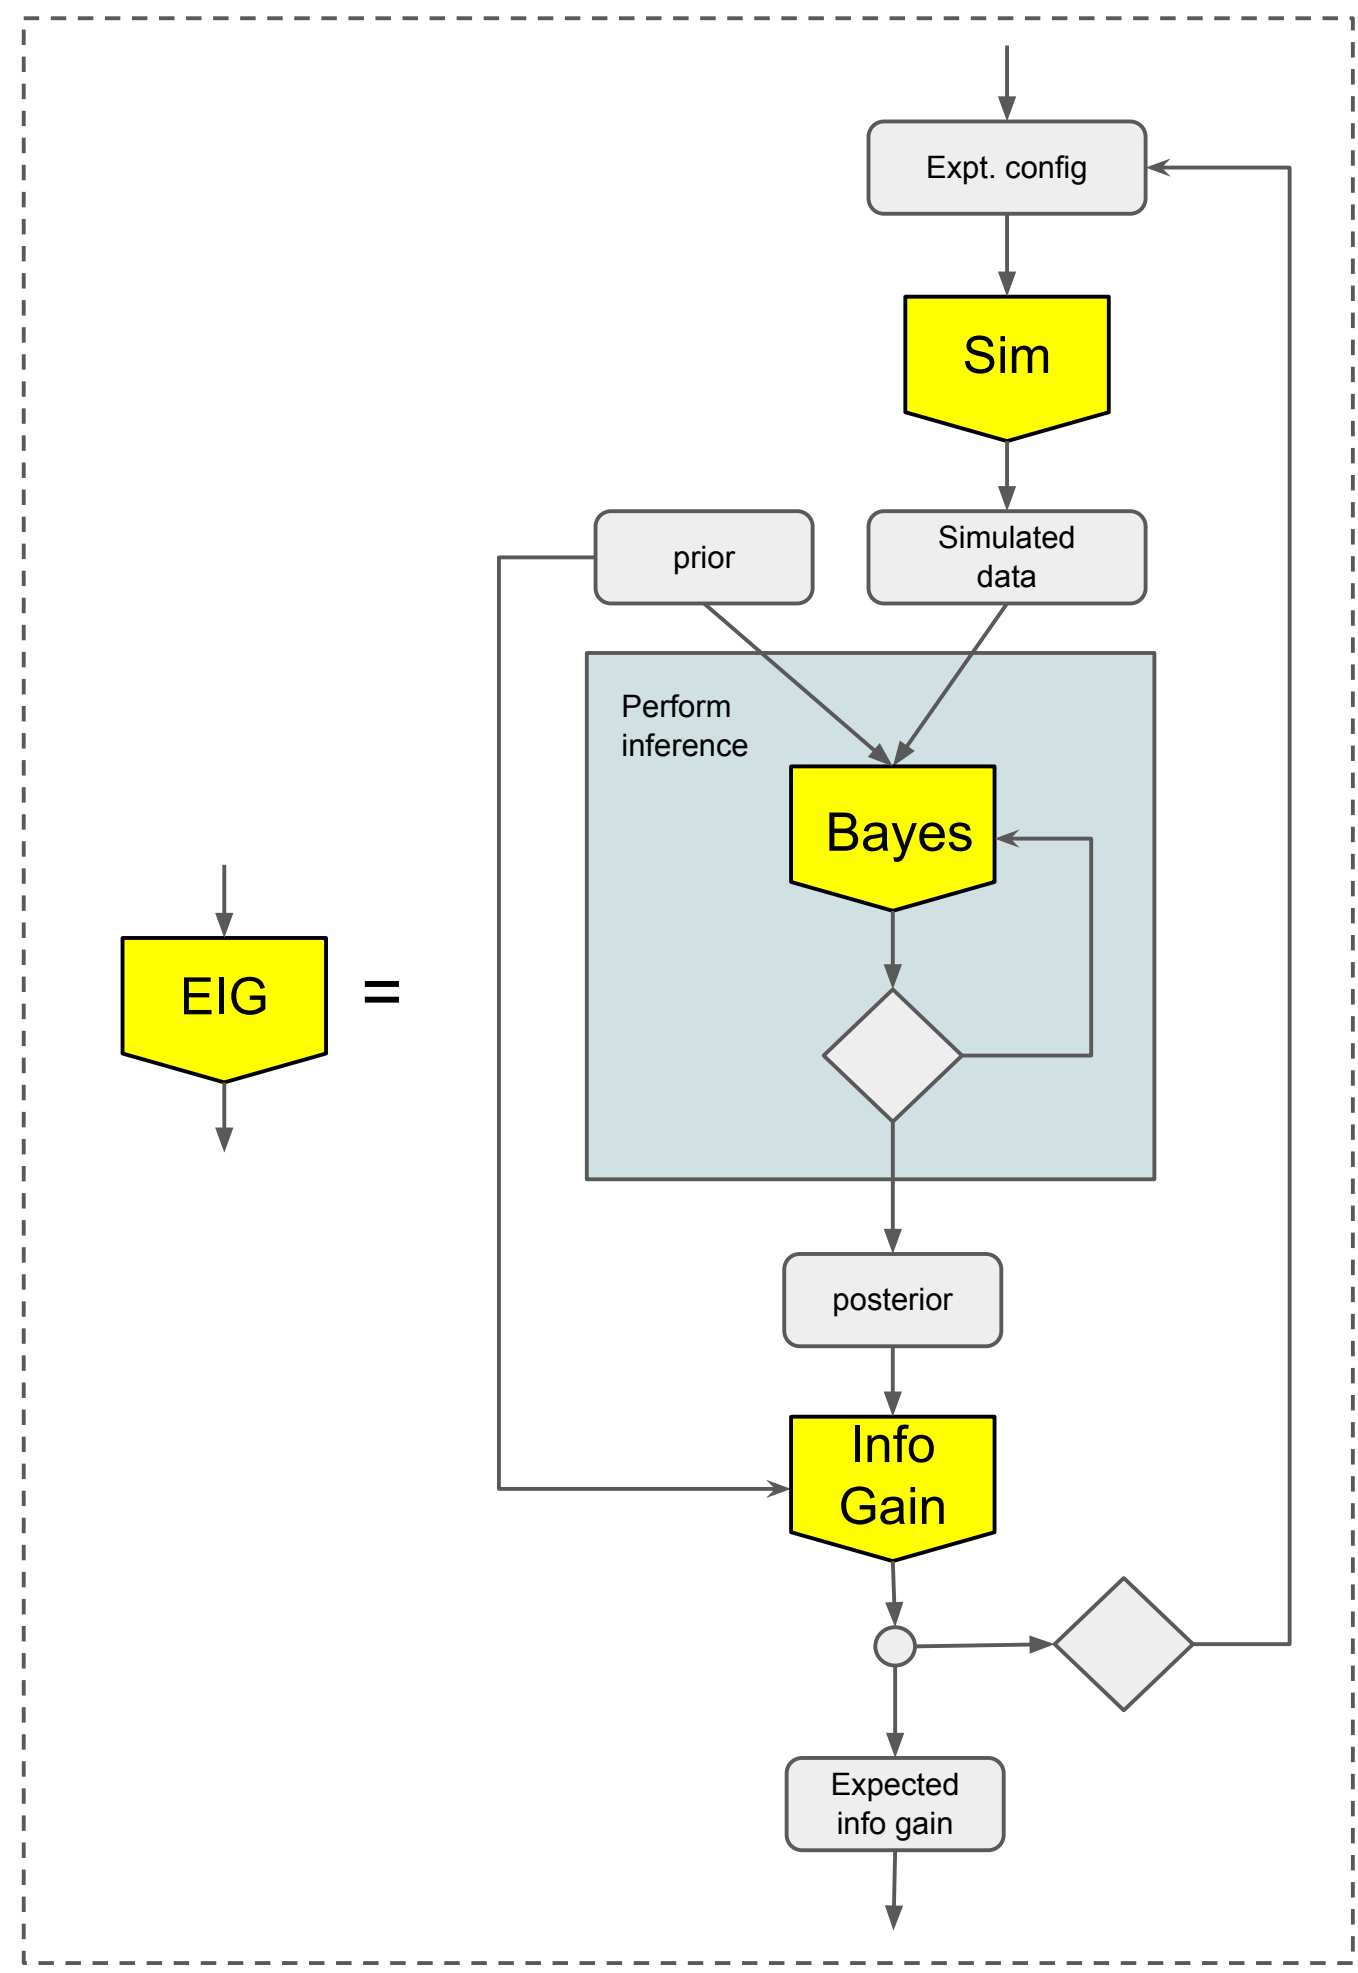 Expt. config
Sim
prior
Simulated
data
Perform
inference
Bayes
EIG
=
posterior
Info
Gain
Expected
info gain